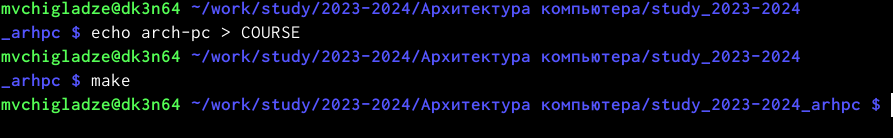 mvchigladze@dk3n64 ~/work/study/2023-2024/Архитектура компьютера/study_2023-2024
_arhpc $ echo arch-pc > COURSE
mvchigladze@dk3n64 ~/work/study/2023-2024/Архитектура компьютера/study_2023-2024
_arhpc $ make
mvchigladze@dk3n64 ~/work/study/2023-2024/Архитектура компьютера/study_2023-2024_arhpc $